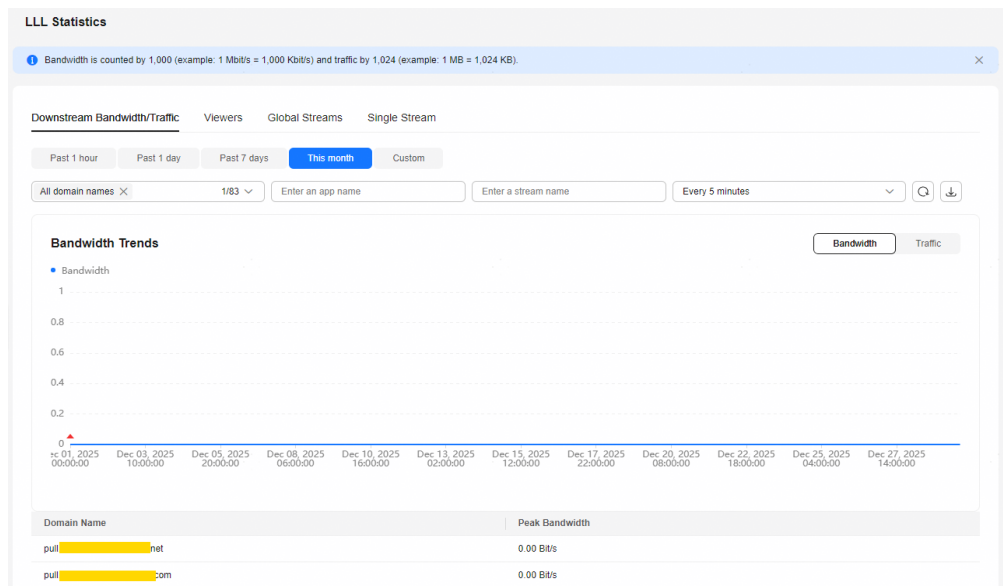 LLL Statistics
Bandwidth is counted by 1,000 (example: 1 Mbit/s = 1,000 Kbit/s) and traffic by 1,024 (example: 1 MB = 1,024 KB).
Downstream Bandwidth/Traffic Viewers Global Streams Single Stream
Past 1 hour Past 1 day Past 7 days This month Custom
All domain names 1/83 Enter an app name Enter a stream name Every 5 minutes
Bandwidth Trends Bandwidth Traffic
Bandwidth
1
0.8
0.6
0.4
0.2
0
01, 2025 Dec 03, 2025 Dec 05, 2025 Dec 08, 2025 Dec 10, 2025 Dec 13, 2025 Dec 15, 2025 Dec 17, 2025 Dec 20, 2025 Dec 22, 2025 Dec 25, 2025 Dec 27, 2025
00:00:00 10:00:00 20:00:00 06:00:00 16:00:00 02:00:00 12:00:00 22:00:00 08:00:00 18:00:00 04:00:00 14:00:00
Domain Name Peak Bandwidth
pull net 0.00 Bit/s
pull com 0.00 Bit/s